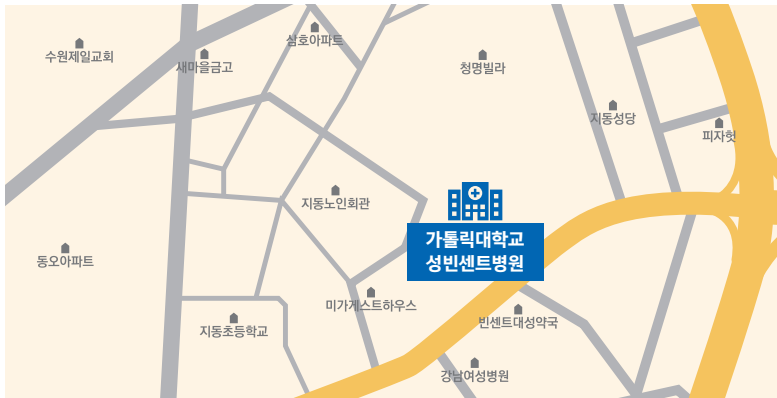 삼호아파트
수원제일교회
새마을금고
청명빌라
지동성당
피자헛
지동노인회관
가톨릭대학교
성빈센트병원
동오아파트
미가게스트하우스
빈센트대성약국
지동초등학교
강남여성병원